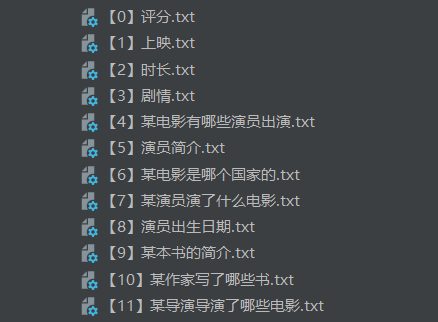 【0】评分.txt
【1】上映.txt
【2】时长.txt
【3】剧情.txt
【4】某电影有哪些演员出演.txt
【5】演员简介.txt
【6】某电影是哪个国家的.txt
【7】某演员演了什么电影.txt
【8】演员出生日期.txt
【9】某本书的简介.txt
【10】某作家写了哪些书.txt
【11】某导演导演了哪些电影.txt